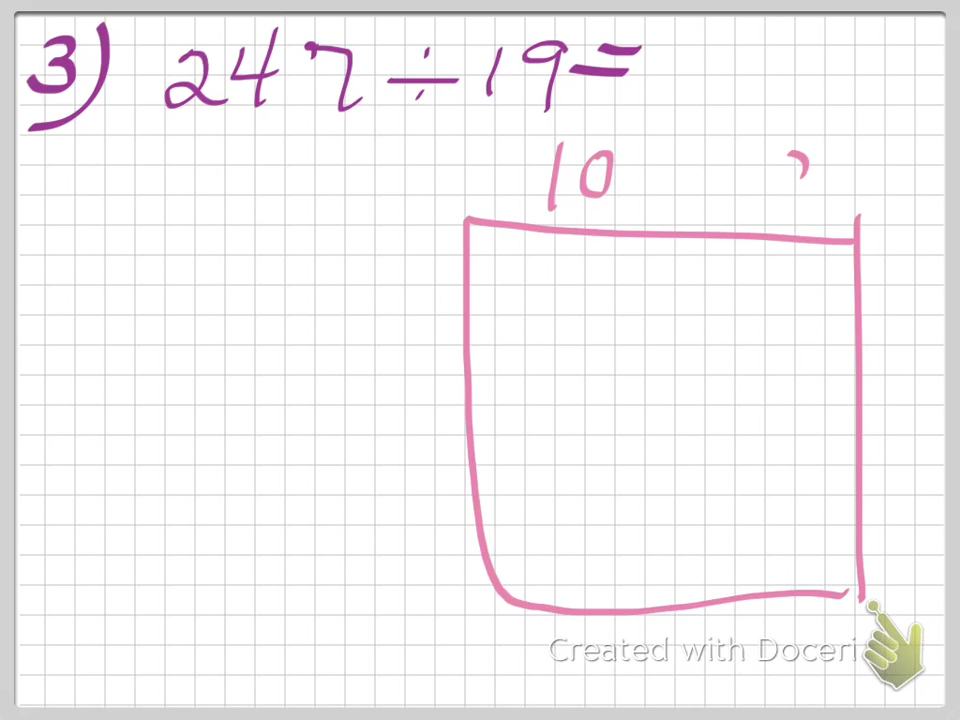 3) 247 ÷ 19 =
10
Created with Doceri